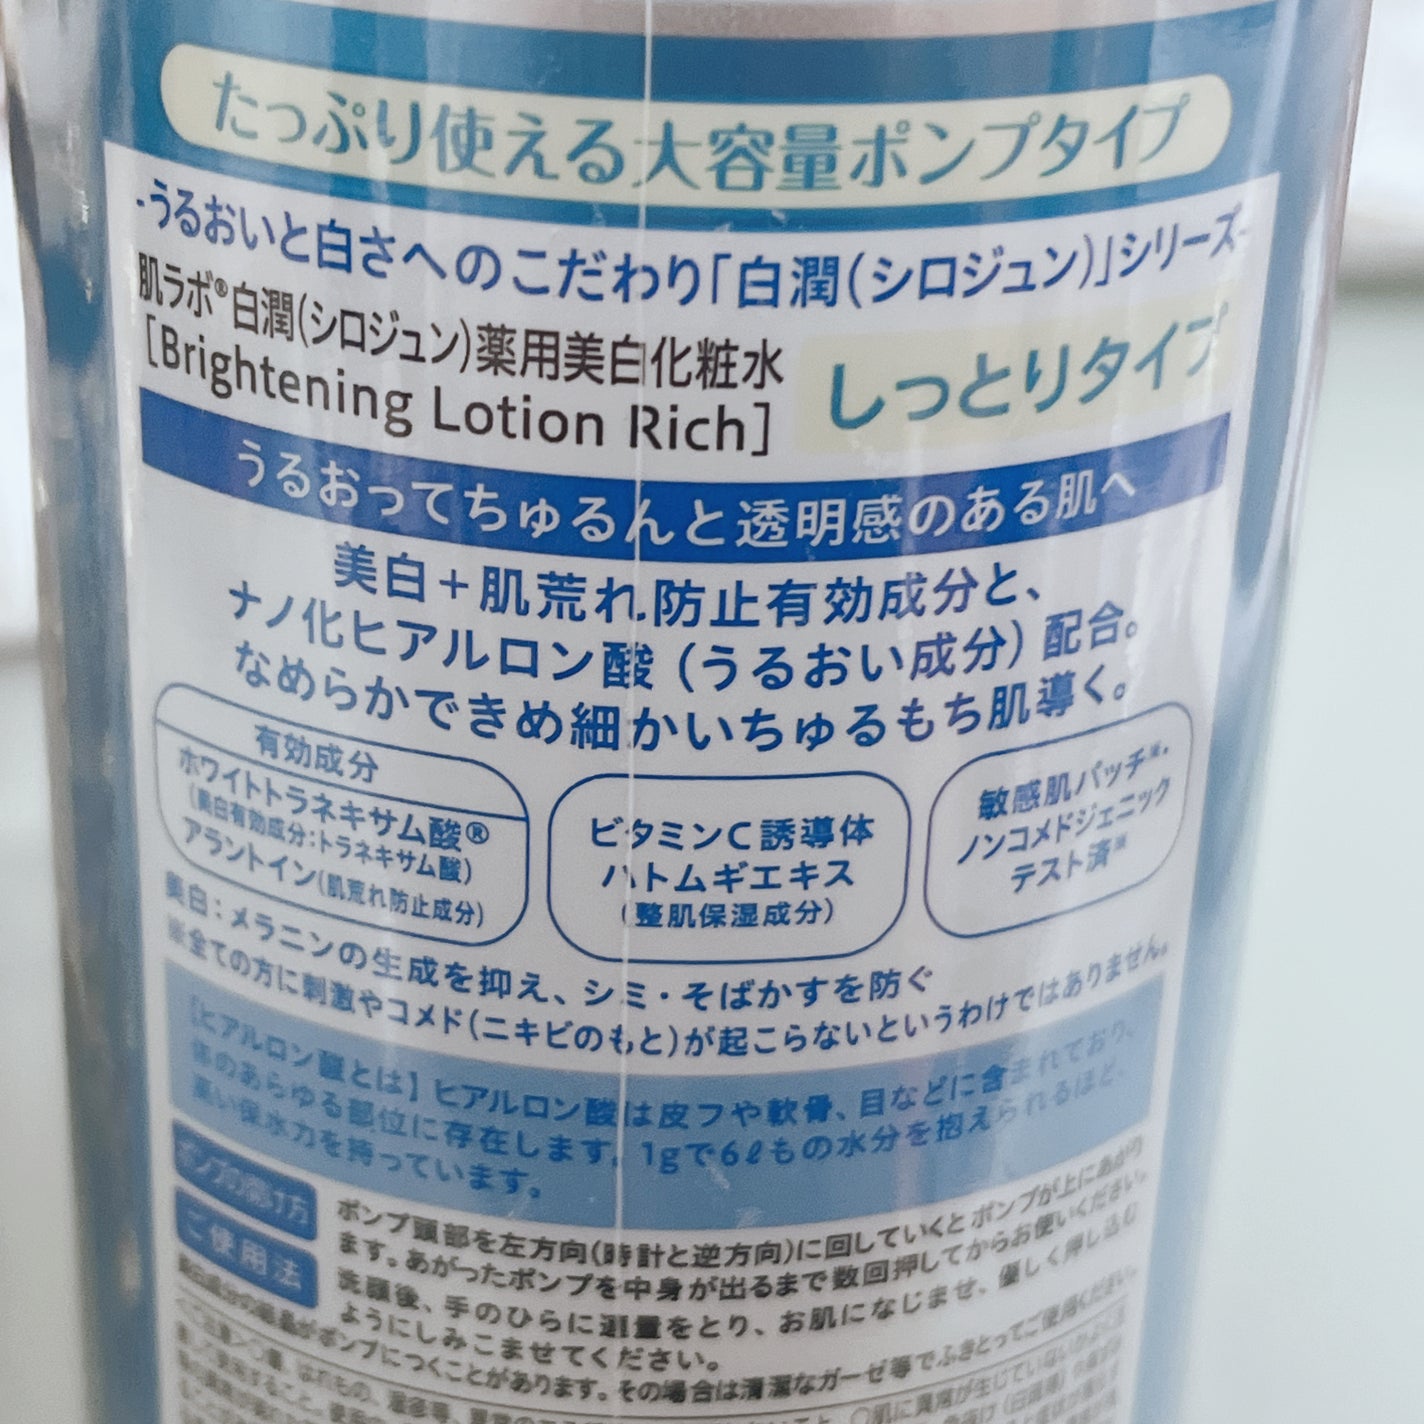 たっぷり使える大容量ポンプタイプ
-うるおいと白さへのこだわり「白潤(シロジュン)」シリーズ-
肌ラボ®白潤(シロジュン)薬用美白化粧水
[Brightening Lotion Rich]
しっとりタイプ
うるおってちゅるんと透明感のある肌へ
美白+肌荒れ防止有効成分と、
ナノ化ヒアルロン酸(うるおい成分)配合。
なめらかできめ細かいちゅるもち肌導く。
有効成分
ホワイトトラネキサム酸®
(美白有効成分:トラネキサム酸)
アラントイン(肌荒れ防止成分)
ビタミンC誘導体
ハトムギエキス
(整肌保湿成分)
敏感肌パッチ※・
ノンコメドジェニック
テスト済※
美白:メラニンの生成を抑え、シミ・そばかすを防ぐ
※全ての方に刺激やコメド(ニキビのもと)が起こらないというわけではありません。
【ヒアルロン酸とは】ヒアルロン酸は皮フや軟骨、目などに含まれており、
体のあらゆる部位に存在します。1gで6ℓもの水分を抱えられるほど、
高い保水力を持っています。
ポンプの開け方
ポンプ頭部を左方向(時計と逆方向)に回していくとポンプが上にあがり
ます。あがったポンプを中身が出るまで数回押してからお使いください。
ご使用法
洗顔後、手のひらに適量をとり、お肌になじませ、優しく押し込む
ようにしみこませてください。
美白成分の結晶がポンプにつくことがあります。その場合は清潔なガーゼ等でふきとってご使用ください。